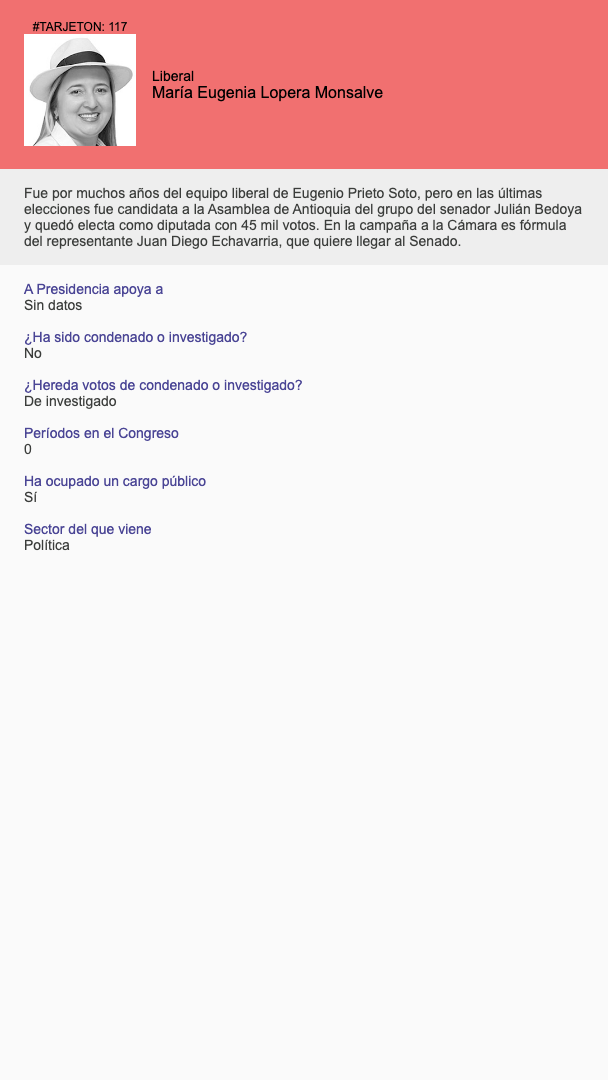 #TARJETON: 117
Liberal
María Eugenia Lopera Monsalve
Fue por muchos años del equipo liberal de Eugenio Prieto Soto, pero en las últimas
elecciones fue candidata a la Asamblea de Antioquia del grupo del senador Julián Bedoya
y quedó electa como diputada con 45 mil votos. En la campaña a la Cámara es fórmula
del representante Juan Diego Echavarria, que quiere llegar al Senado.
A Presidencia apoya a
Sin datos
¿Ha sido condenado o investigado?
No
¿Hereda votos de condenado o investigado?
De investigado
Períodos en el Congreso
0
Ha ocupado un cargo público
Sí
Sector del que viene
Política